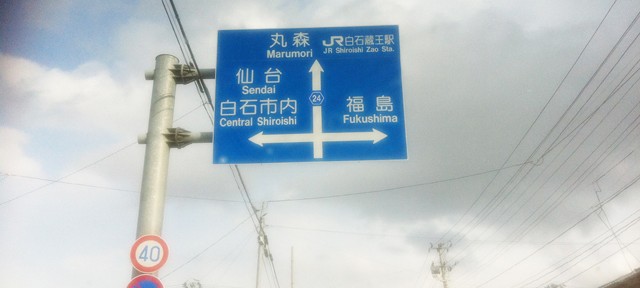 丸森
Marumori
JR白石蔵王駅
JR Shiroishi Zao Sta.
仙台
Sendai
白石市内
Central Shiroishi
24
福島
Fukushima
40